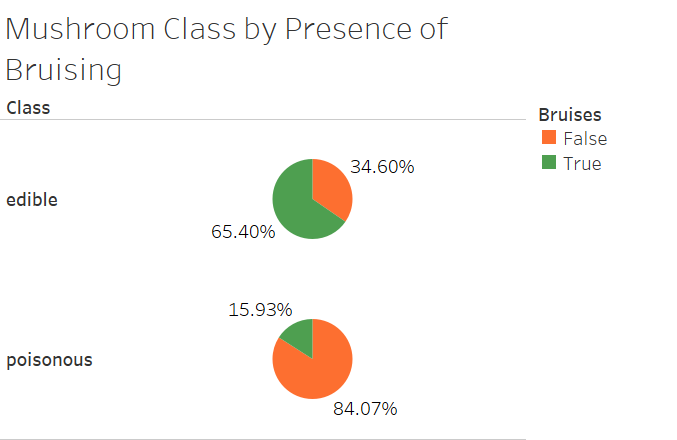 Mushroom Class by Presence of
Bruising
Class
Bruises
False
True
edible
34.60%
65.40%
poisonous
15.93%
84.07%